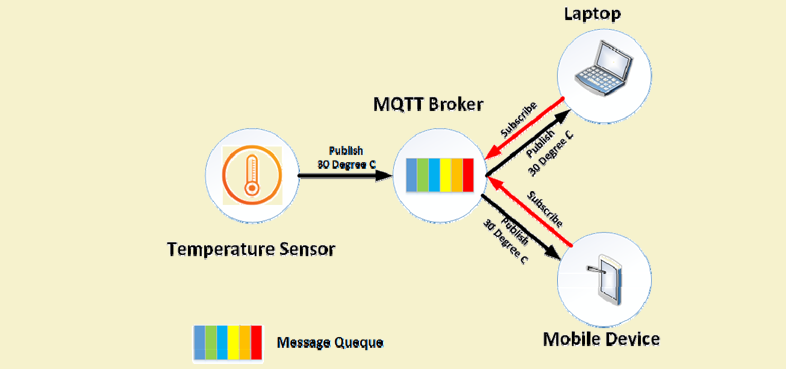 Laptop
MQTT Broker
Subscribe
Publish
30 Degree C
Publish
30 Degree C
Subscribe
Publish
30 Degree C
Temperature Sensor
Mobile Device
Message Queque